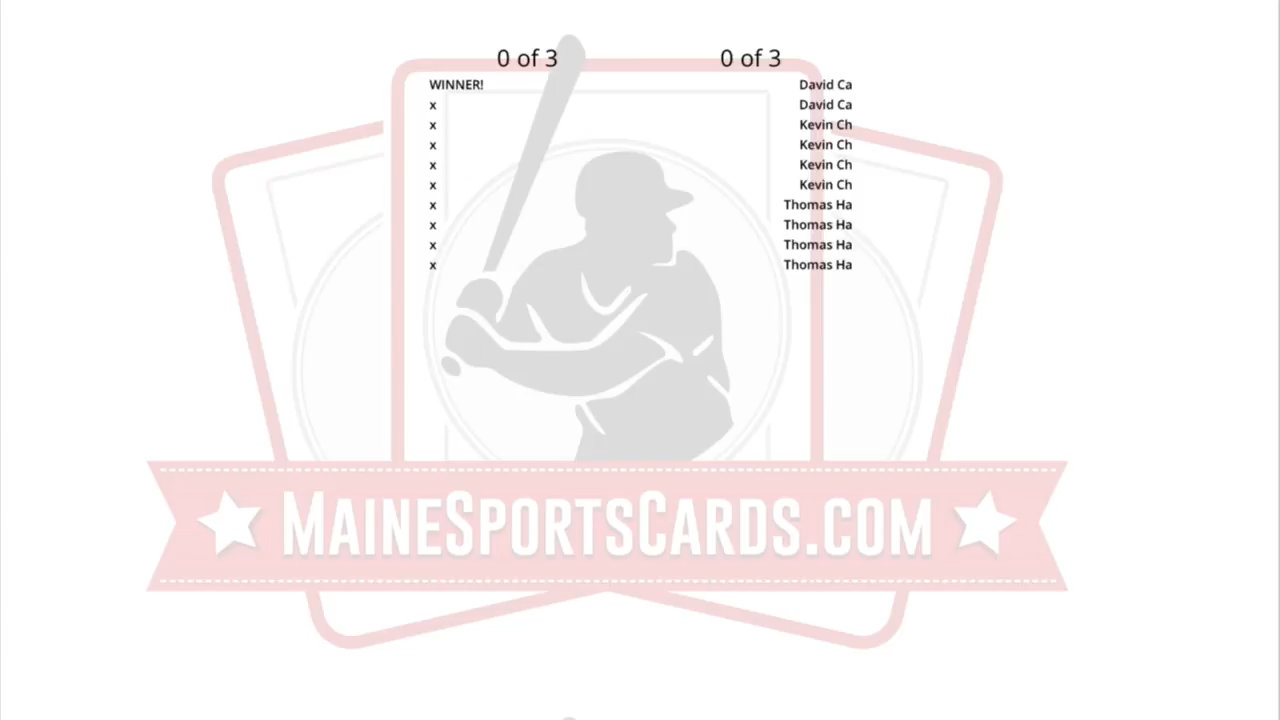 0 of 3 0 of 3
WINNER! David Ca
x David Ca
x Kevin Ch
x Kevin Ch
x Kevin Ch
x Kevin Ch
x Thomas Ha
x Thomas Ha
x Thomas Ha
x Thomas Ha
MAINESPORTSCARDS.COM